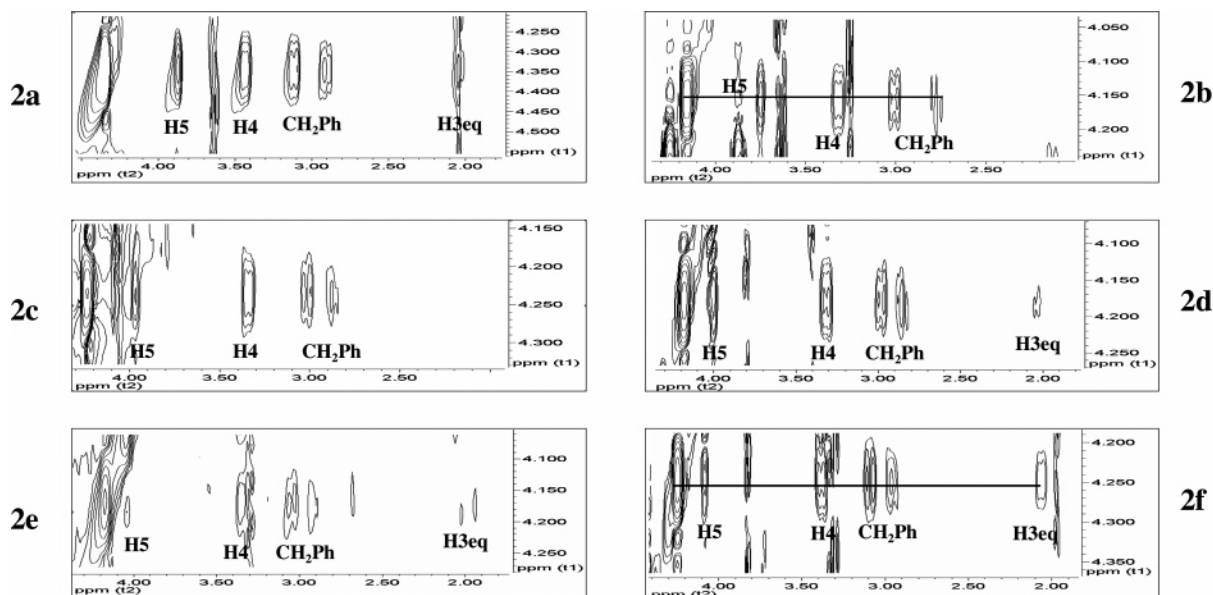 2a
4.250
4.300
4.350
4.400
4.450
4.500
ppm (t1)
H5
H4
CH₂Ph
H3eq
4.00
3.50
3.00
2.50
2.00
ppm (t2)
2b
4.050
4.100
4.150
4.200
ppm (t1)
H5
H4
CH₂Ph
4.00
3.50
3.00
2.50
ppm (t2)
2c
4.150
4.200
4.250
4.300
ppm (t1)
H5
H4
CH₂Ph
4.00
3.50
3.00
2.50
ppm (t2)
2d
4.100
4.150
4.200
4.250
ppm (t1)
H5
H4
CH₂Ph
H3eq
4.00
3.50
3.00
2.50
2.00
ppm (t2)
2e
4.100
4.150
4.200
4.250
ppm (t1)
H5
H4
CH₂Ph
H3eq
4.00
3.50
3.00
2.50
2.00
ppm (t2)
2f
4.200
4.250
4.300
4.350
ppm (t1)
H5
H4
CH₂Ph
H3eq
4.00
3.50
3.00
2.50
2.00
ppm (t2)